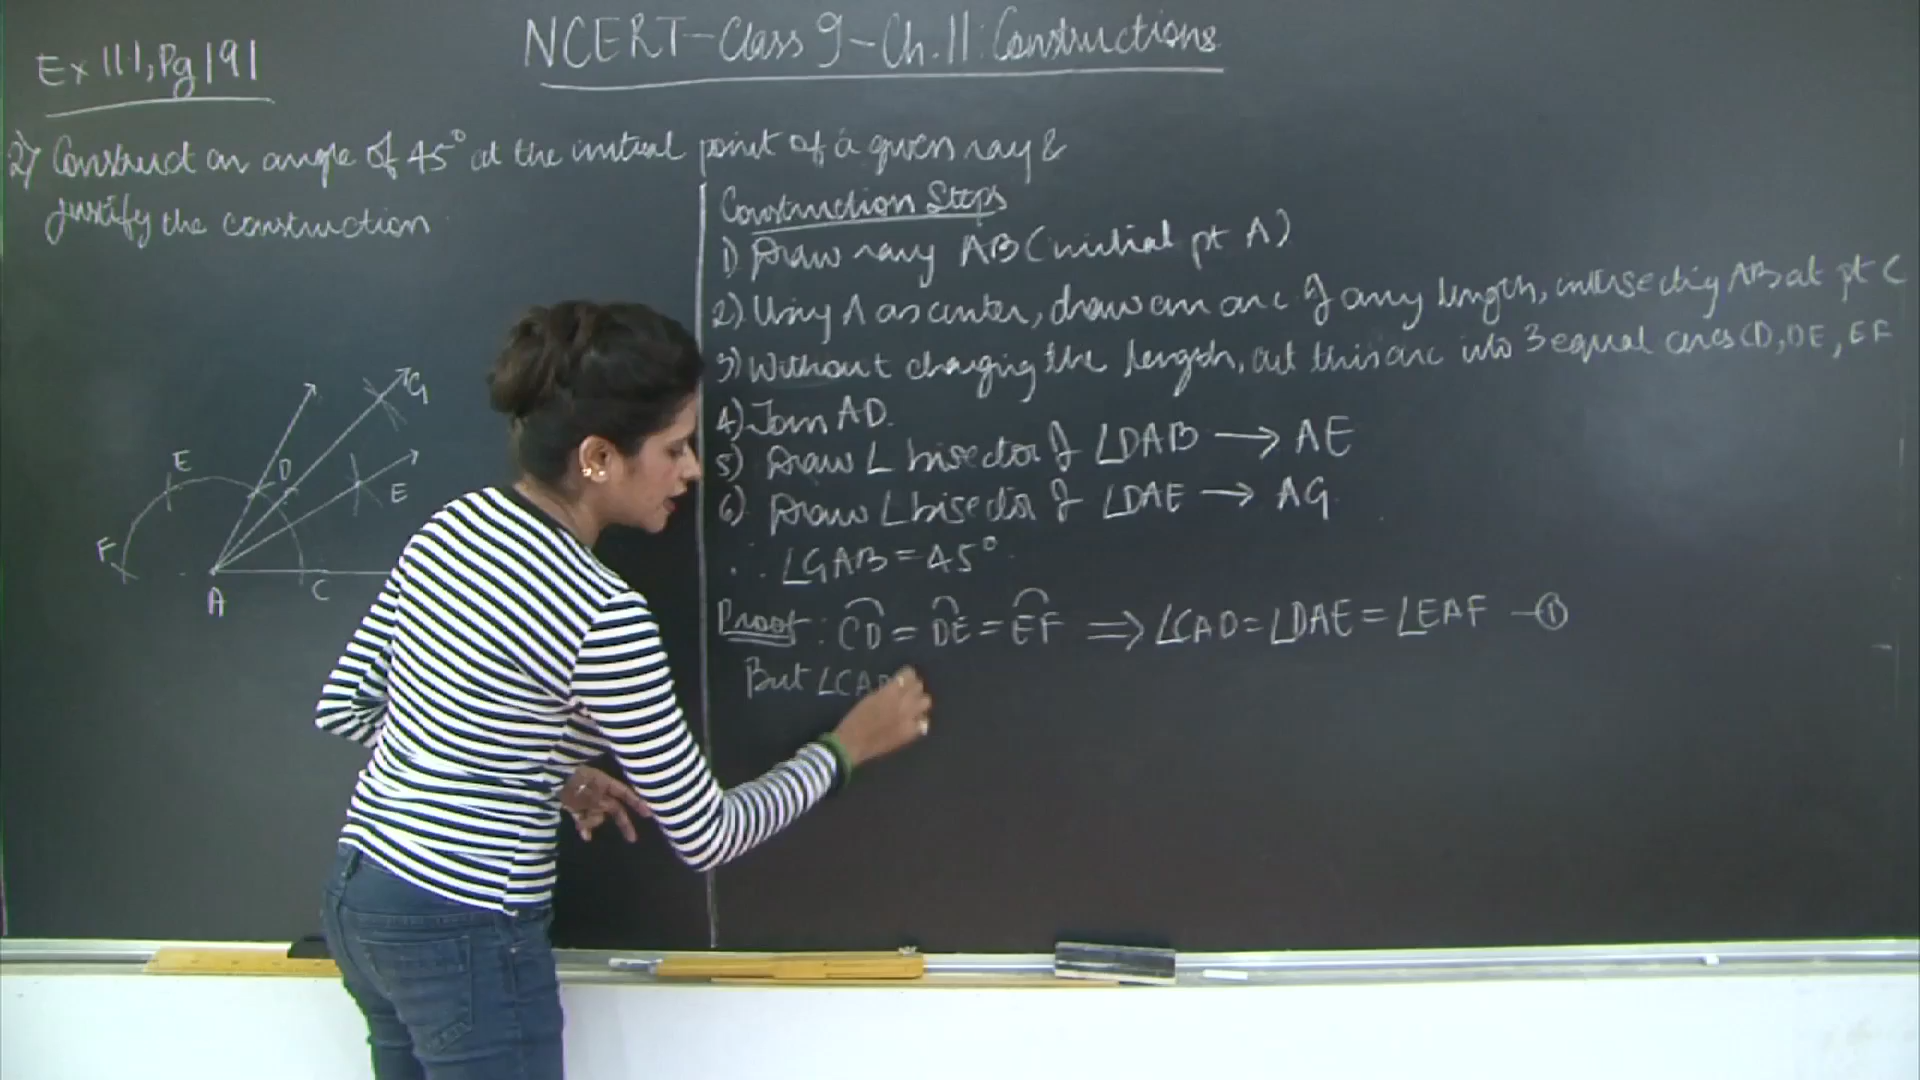 Ex 11.1, Pg 191
NCERT-Class 9-Ch.11: Constructions
2) Construct an angle of 45° at the initial point of a given ray &
justify the construction
Construction Steps
1) Draw ray AB (initial pt A)
2) Using A as center, draw an arc of any length, intersecting AB at pt C
3) Without changing the length, cut this arc into 3 equal arcs CD, DE, EF
4) Join AD.
5) Draw ∠ bisector of ∠DAB → AE
6) Draw ∠ bisector of ∠DAE → AG
∴ ∠GAB = 45°
Proof: CD = DE = EF ⟹ ∠CAD = ∠DAE = ∠EAF —①
But ∠CAD
G
E
D
E
F
A
C